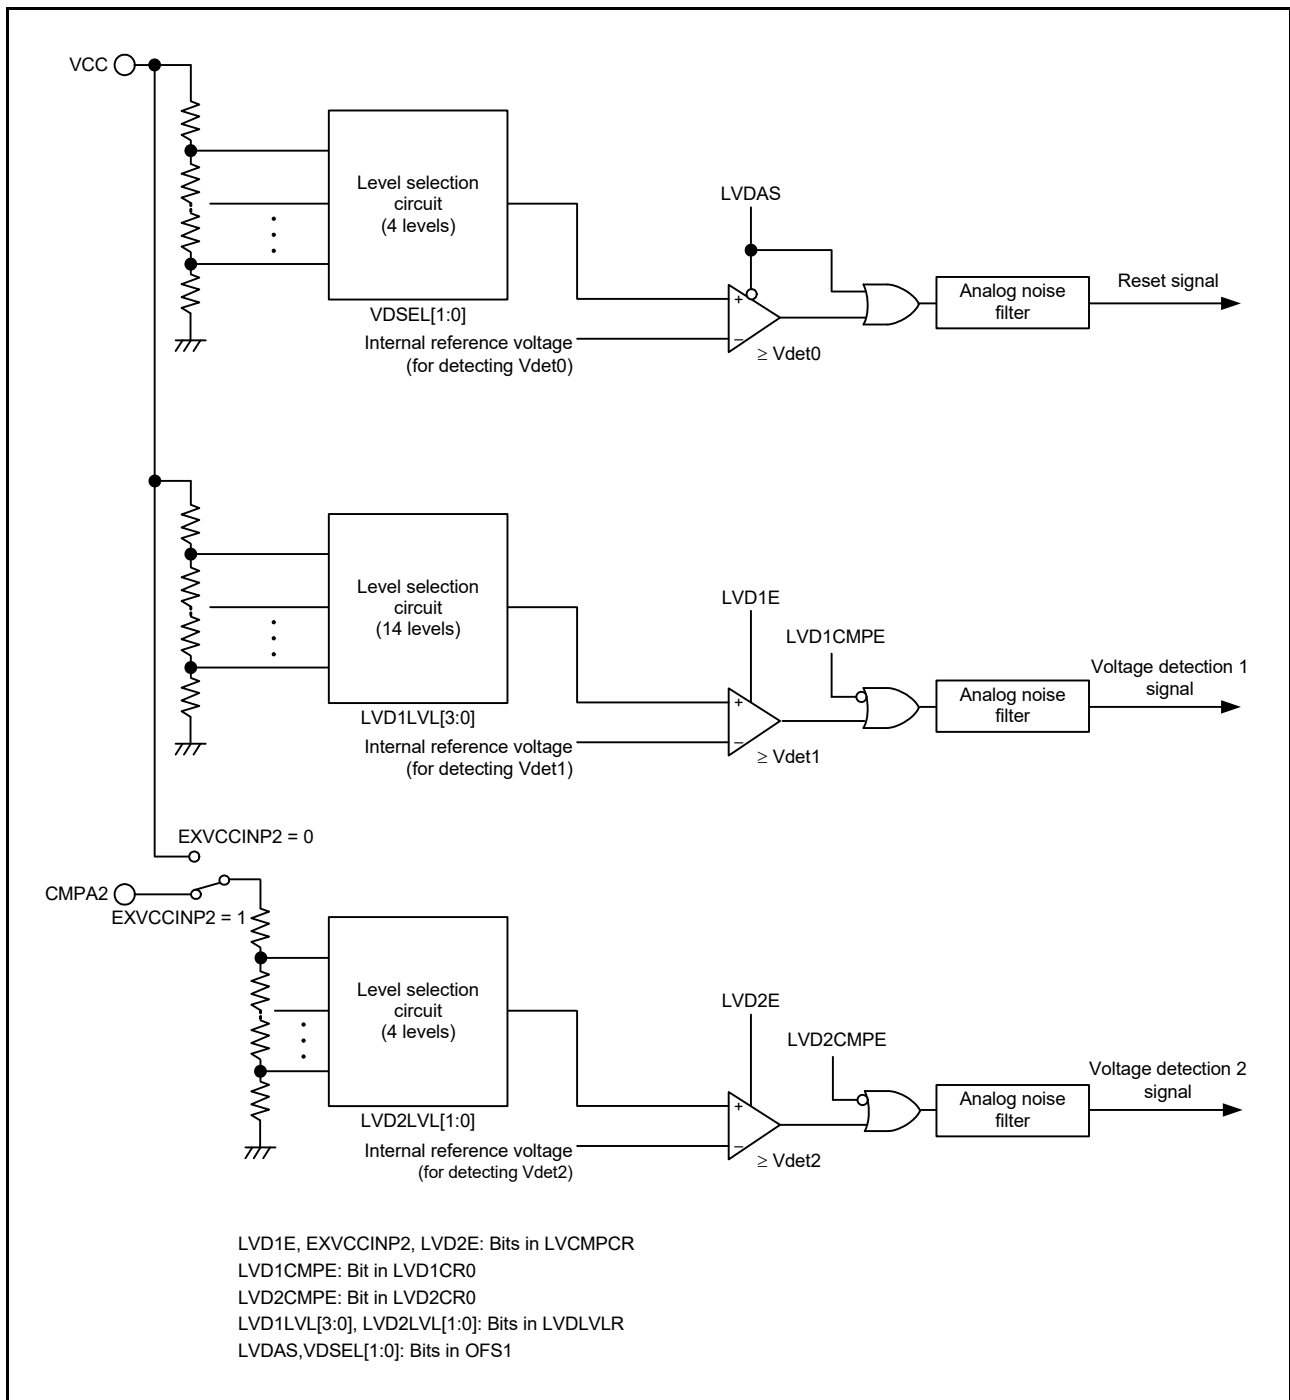 VCC
Level selection
circuit
(4 levels)
VDSEL[1:0]
Internal reference voltage
(for detecting Vdet0)
LVDAS
+
−
≥ Vdet0
Analog noise
filter
Reset signal
Level selection
circuit
(14 levels)
LVD1LVL[3:0]
Internal reference voltage
(for detecting Vdet1)
LVD1E
LVD1CMPE
+
−
≥ Vdet1
Analog noise
filter
Voltage detection 1
signal
EXVCCINP2 = 0
CMPA2
EXVCCINP2 = 1
Level selection
circuit
(4 levels)
LVD2LVL[1:0]
Internal reference voltage
(for detecting Vdet2)
LVD2E
LVD2CMPE
+
−
≥ Vdet2
Analog noise
filter
Voltage detection 2
signal
LVD1E, EXVCCINP2, LVD2E: Bits in LVCMPCR
LVD1CMPE: Bit in LVD1CR0
LVD2CMPE: Bit in LVD2CR0
LVD1LVL[3:0], LVD2LVL[1:0]: Bits in LVDLVLR
LVDAS,VDSEL[1:0]: Bits in OFS1